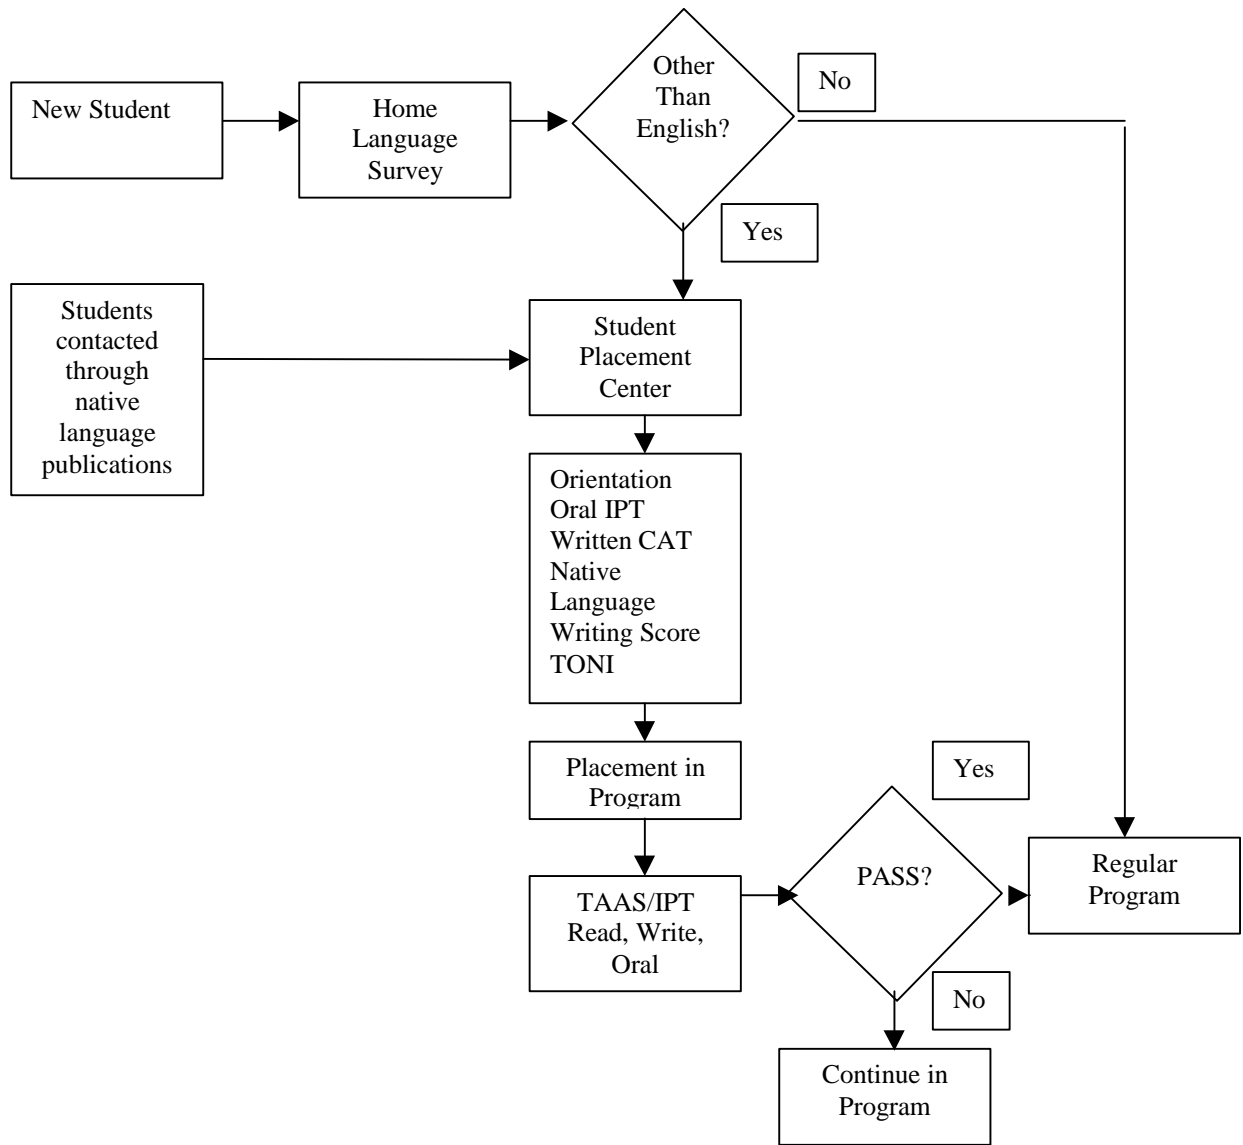 New Student
Home
Language
Survey
Other
Than
English?
No
Yes
Students
contacted
through
native
language
publications
Student
Placement
Center
Orientation
Oral IPT
Written CAT
Native
Language
Writing Score
TONI
Placement in
Program
Yes
TAAS/IPT
Read, Write,
Oral
PASS?
Regular
Program
No
Continue in
Program